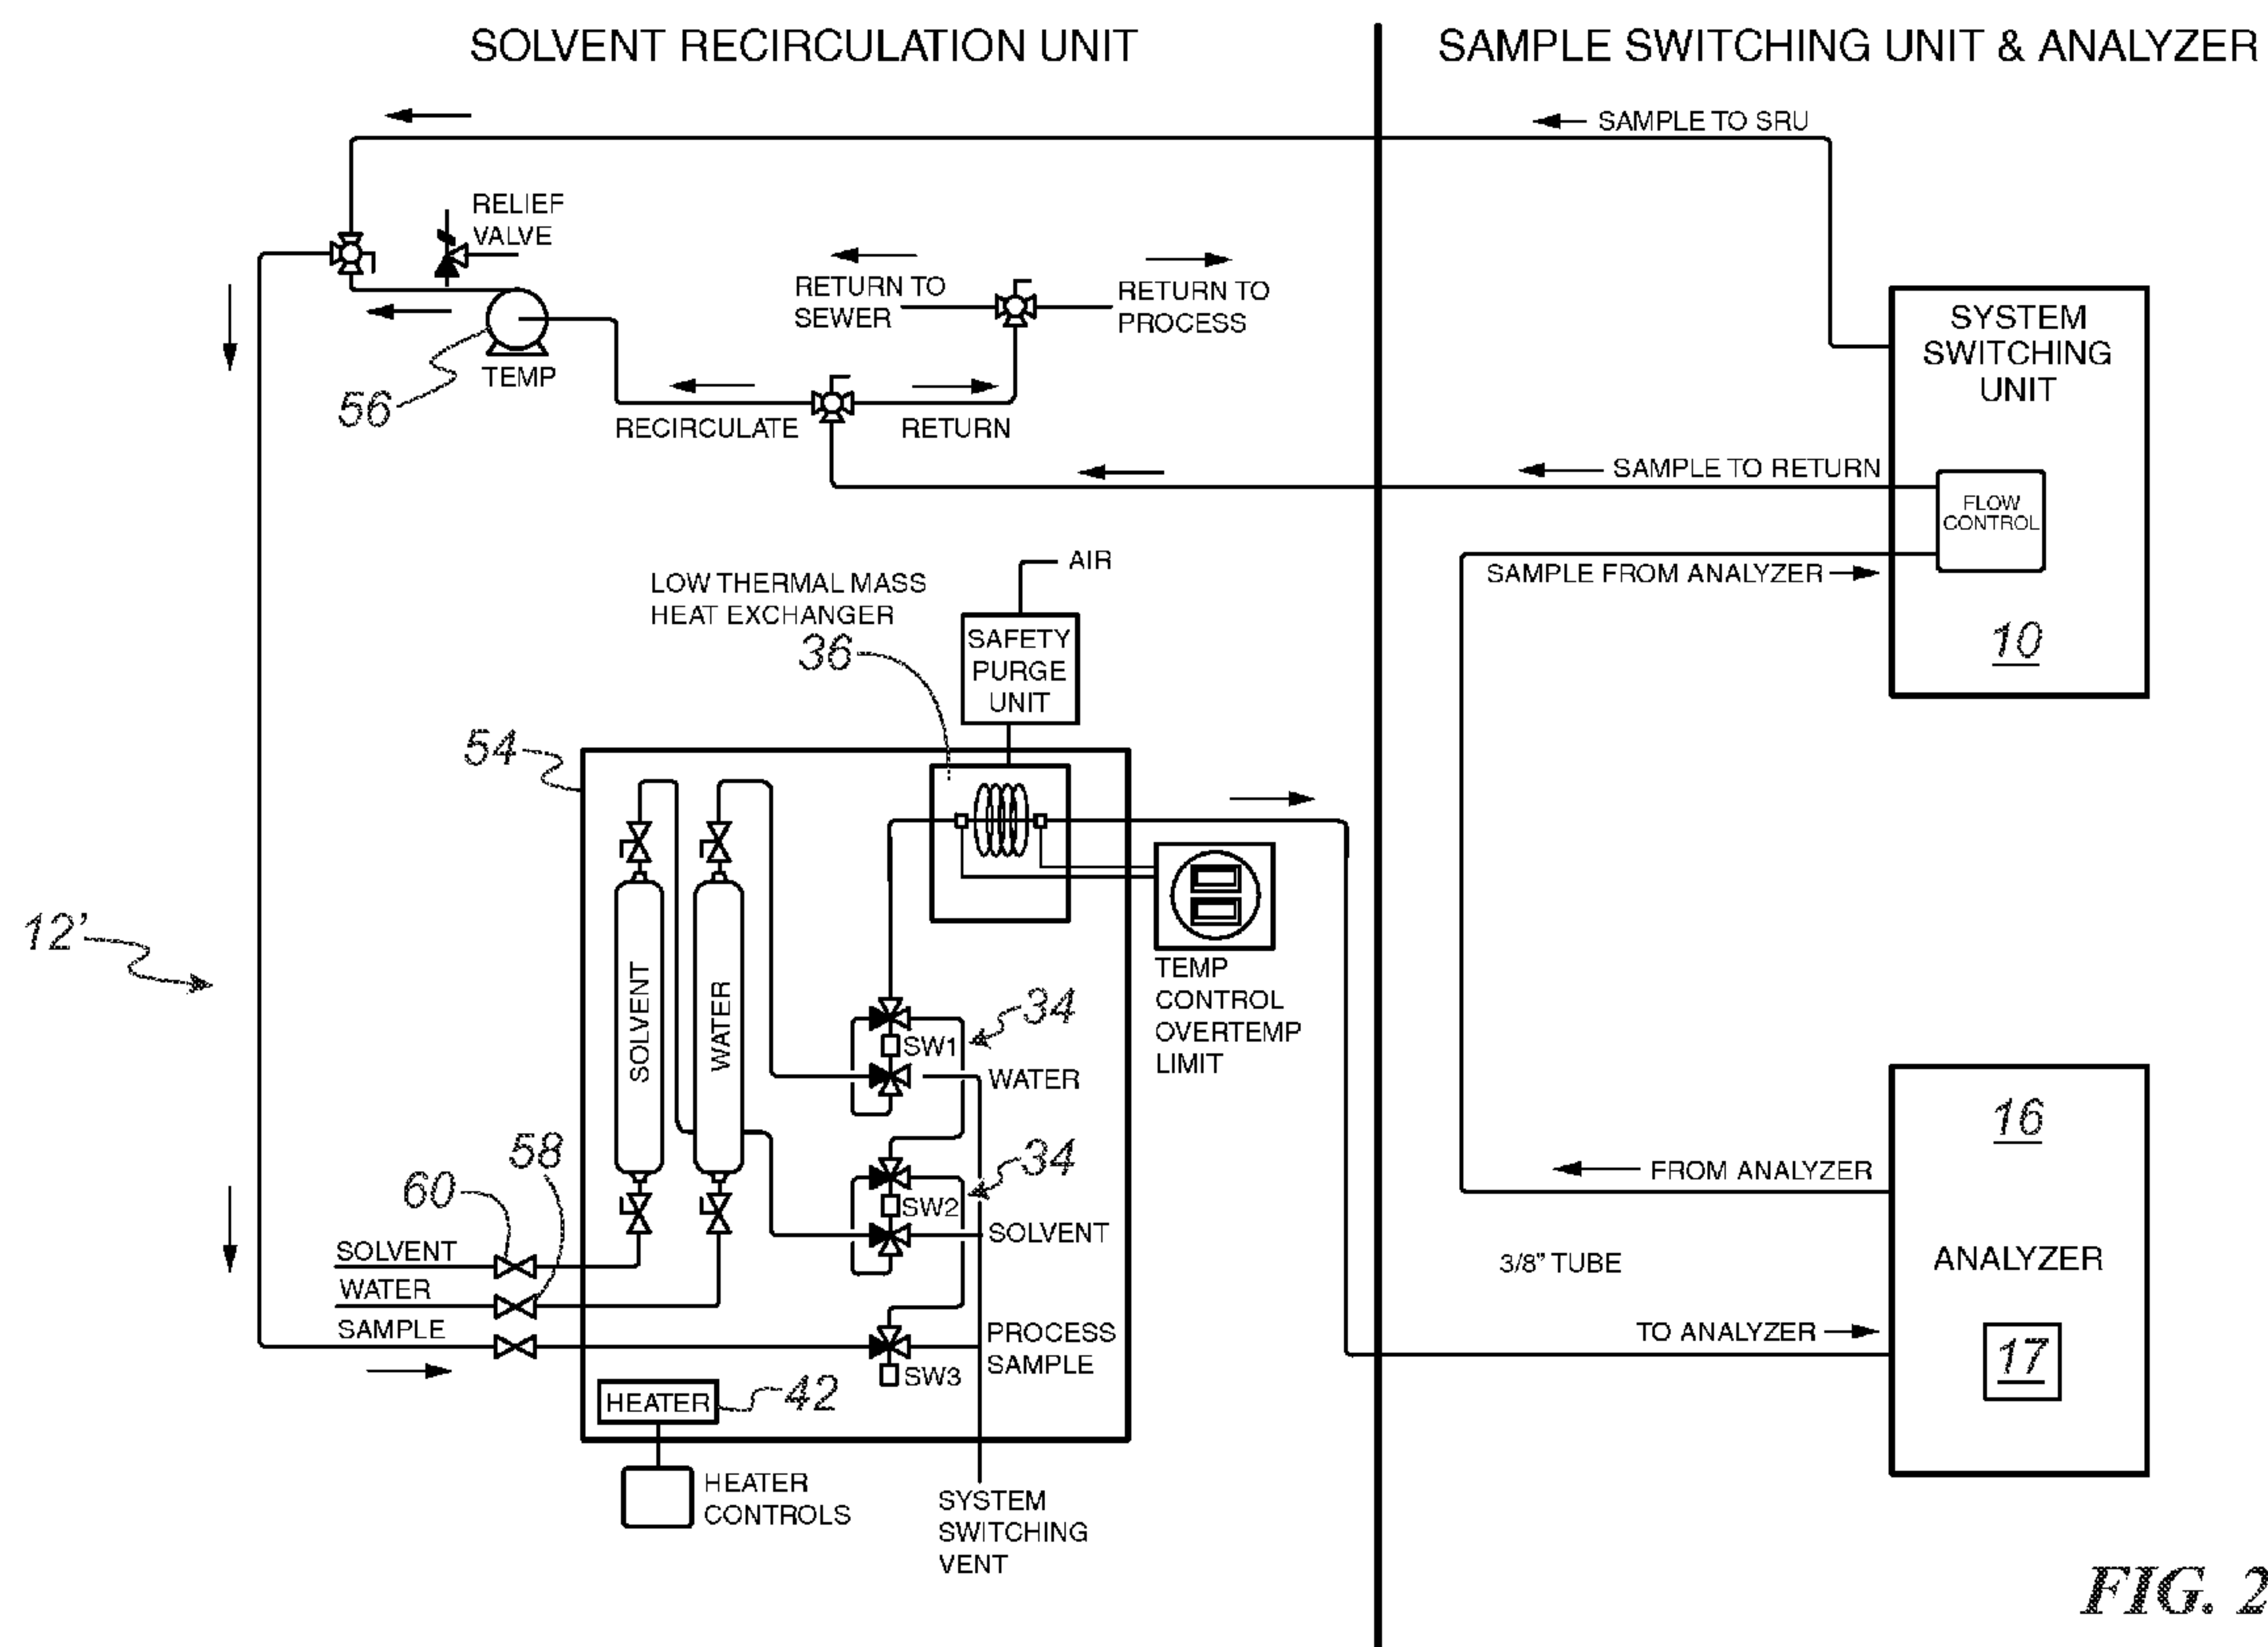 SOLVENT RECIRCULATION UNIT
SAMPLE SWITCHING UNIT & ANALYZER
SAMPLE TO SRU
RELIEF
VALVE
RETURN TO
SEWER
RETURN TO
PROCESS
SYSTEM
SWITCHING
UNIT
TEMP
56
RECIRCULATE
RETURN
SAMPLE TO RETURN
FLOW
CONTROL
SAMPLE FROM ANALYZER
10
AIR
LOW THERMAL MASS
HEAT EXCHANGER
36
SAFETY
PURGE
UNIT
54
12’
SOLVENT
WATER
34
SW1
WATER
TEMP
CONTROL
OVERTEMP
LIMIT
34
SW2
SOLVENT
58
60
SOLVENT
WATER
SAMPLE
PROCESS
SAMPLE
SW3
HEATER
42
HEATER
CONTROLS
SYSTEM
SWITCHING
VENT
16
FROM ANALYZER
3/8” TUBE
ANALYZER
TO ANALYZER
17
FIG. 2